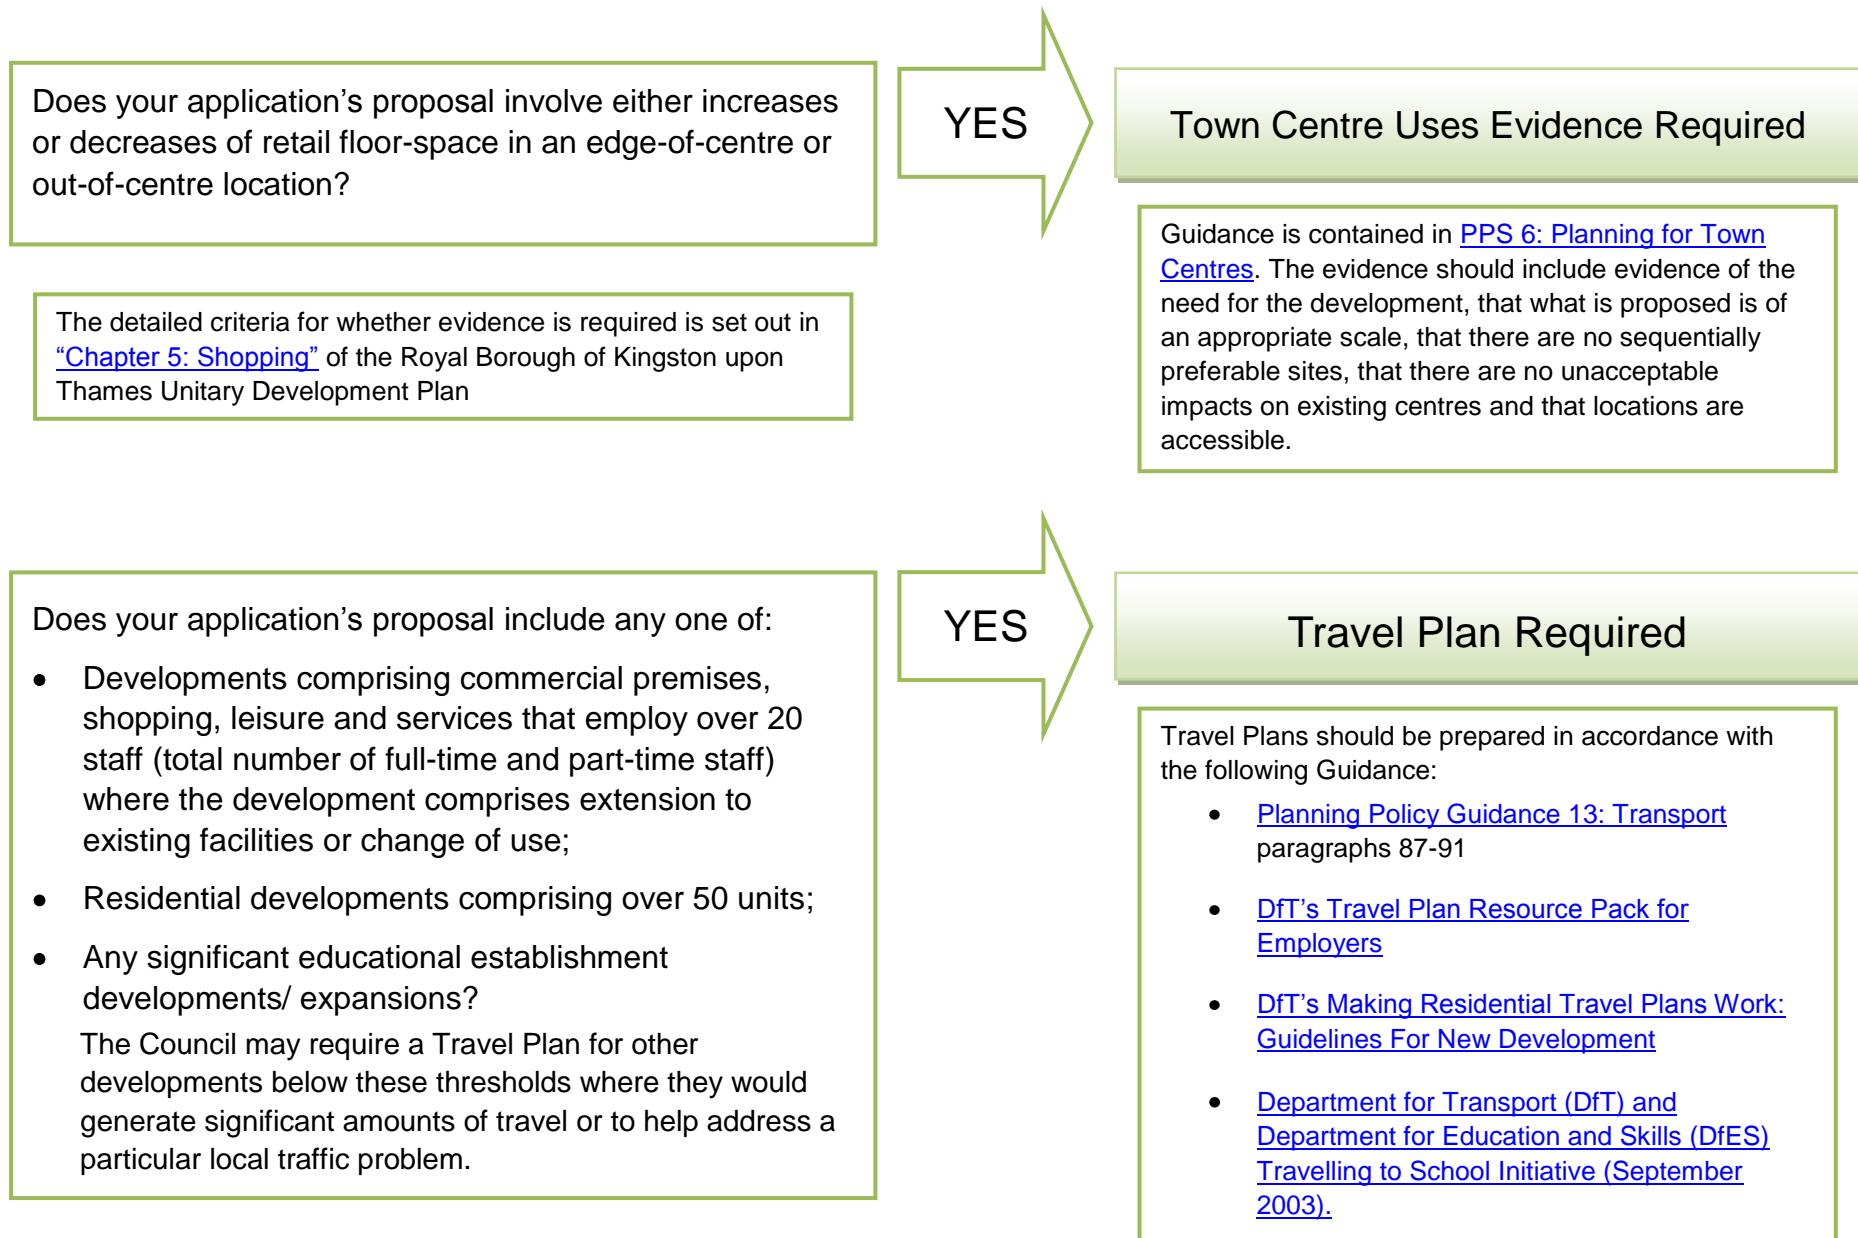 Does your application’s proposal involve either increases
or decreases of retail floor-space in an edge-of-centre or
out-of-centre location?
YES
Town Centre Uses Evidence Required
The detailed criteria for whether evidence is required is set out in
“Chapter 5: Shopping” of the Royal Borough of Kingston upon
Thames Unitary Development Plan
Guidance is contained in PPS 6: Planning for Town
Centres. The evidence should include evidence of the
need for the development, that what is proposed is of
an appropriate scale, that there are no sequentially
preferable sites, that there are no unacceptable
impacts on existing centres and that locations are
accessible.
Does your application’s proposal include any one of:
• Developments comprising commercial premises,
shopping, leisure and services that employ over 20
staff (total number of full-time and part-time staff)
where the development comprises extension to
existing facilities or change of use;
• Residential developments comprising over 50 units;
• Any significant educational establishment
developments/ expansions?
The Council may require a Travel Plan for other
developments below these thresholds where they would
generate significant amounts of travel or to help address a
particular local traffic problem.
YES
Travel Plan Required
Travel Plans should be prepared in accordance with
the following Guidance:
• Planning Policy Guidance 13: Transport
paragraphs 87-91
• DfT’s Travel Plan Resource Pack for
Employers
• DfT’s Making Residential Travel Plans Work:
Guidelines For New Development
• Department for Transport (DfT) and
Department for Education and Skills (DfES)
Travelling to School Initiative (September
2003).